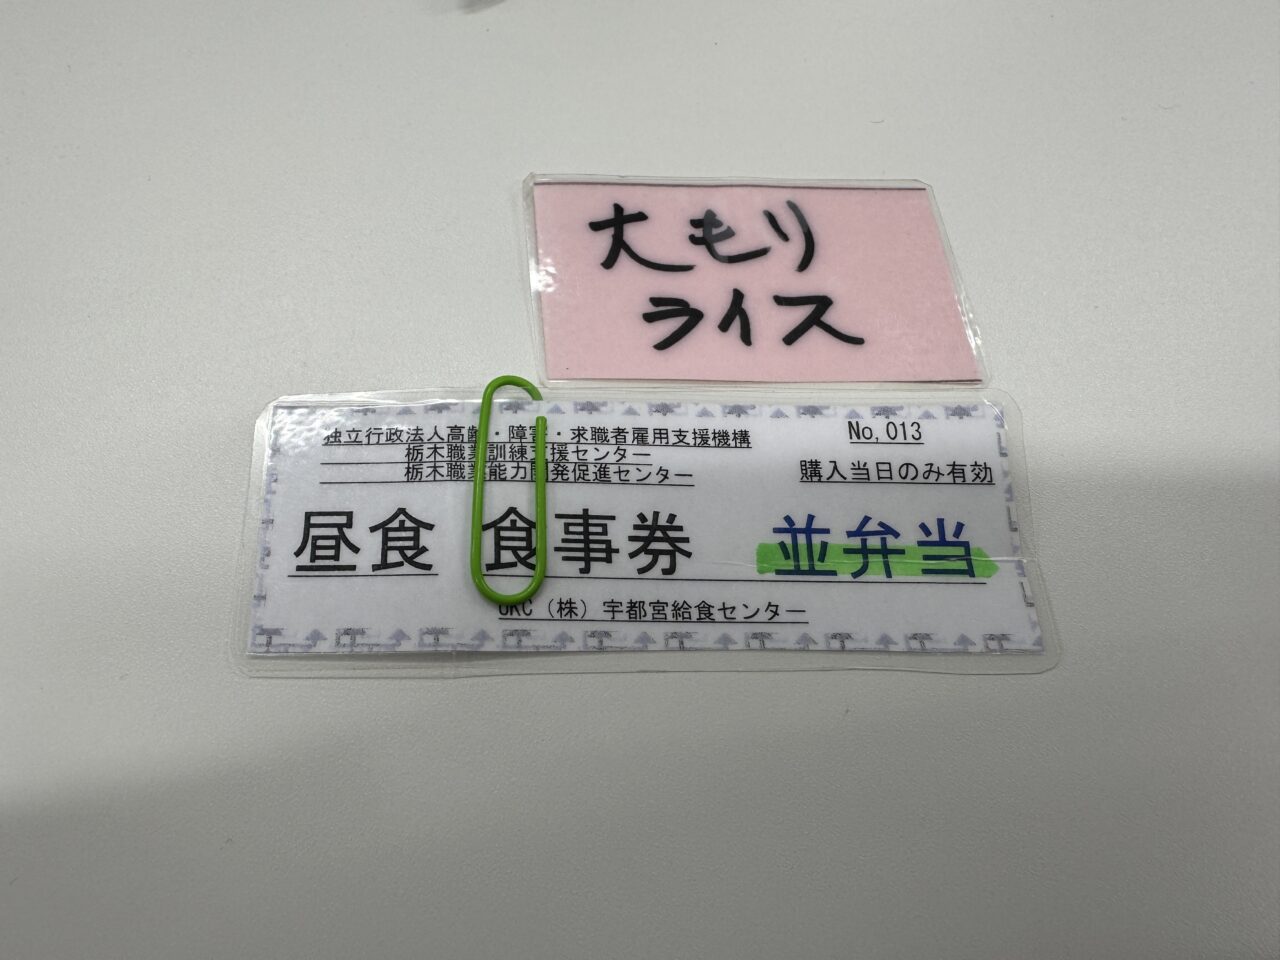 大もり
ライス
独立行政法人高齢・障害・求職者雇用支援機構
栃木職業訓練支援センター
栃木職業能力開発促進センター
No,013
購入当日のみ有効
昼食 食事券 並弁当
UKC（株）宇都宮給食センター